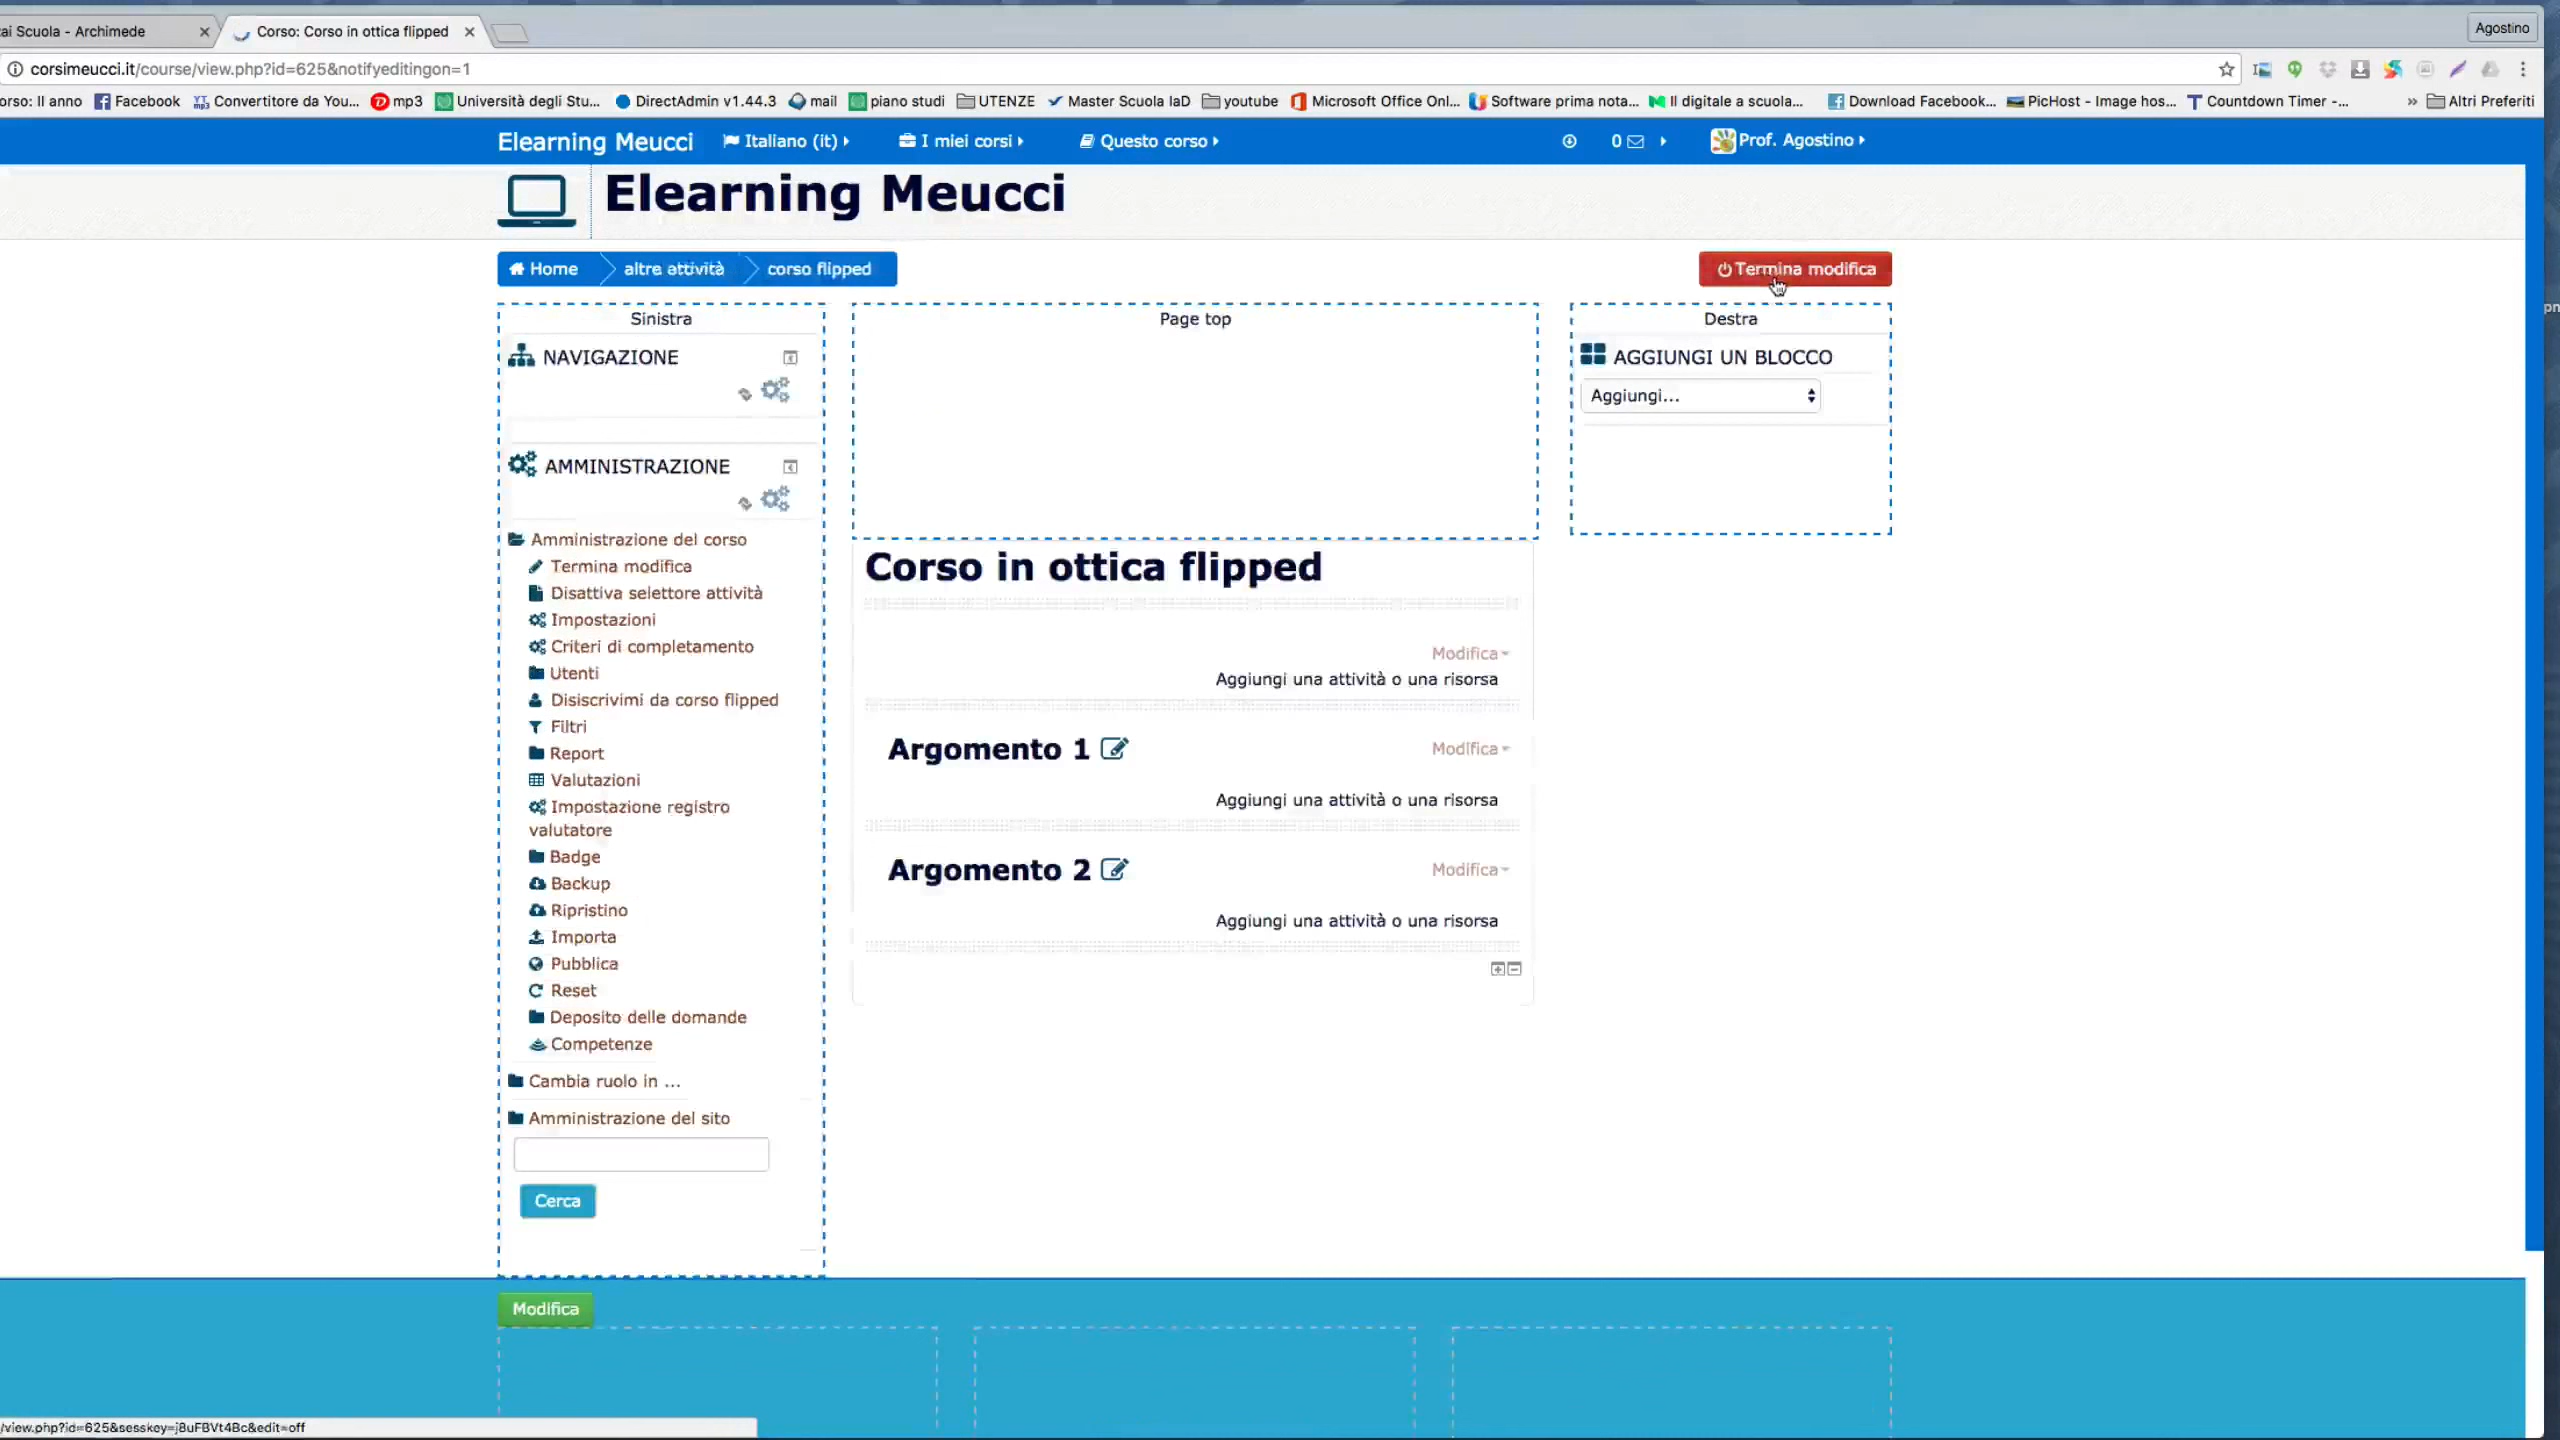 ai Scuola - Archimede
Corso: Corso in ottica flipped
Agostino
corsimeucci.it/course/view.php?id=625&notifyeditingon=1
orso: II anno
Facebook
Convertitore da You...
mp3
Università degli Stu...
DirectAdmin v1.44.3
mail
piano studi
UTENZE
Master Scuola IaD
youtube
Microsoft Office Onl...
Software prima nota...
Il digitale a scuola...
Download Facebook...
PicHost - Image hos...
Countdown Timer -...
» Altri Preferiti
Elearning Meucci
Italiano (it)
I miei corsi
Questo corso
0
Prof. Agostino
Elearning Meucci
Home
altre attività
corso flipped
Termina modifica
Sinistra
NAVIGAZIONE
AMMINISTRAZIONE
Amministrazione del corso
Termina modifica
Disattiva selettore attività
Impostazioni
Criteri di completamento
Utenti
Disiscrivimi da corso flipped
Filtri
Report
Valutazioni
Impostazione registro
valutatore
Badge
Backup
Ripristino
Importa
Pubblica
Reset
Deposito delle domande
Competenze
Cambia ruolo in ...
Amministrazione del sito
Cerca
Page top
Corso in ottica flipped
Modifica
Aggiungi una attività o una risorsa
Argomento 1
Modifica
Aggiungi una attività o una risorsa
Argomento 2
Modifica
Aggiungi una attività o una risorsa
Destra
AGGIUNGI UN BLOCCO
Aggiungi...
Modifica
/view.php?id=625&sesskey=j8uFBVt4Bc&edit=off